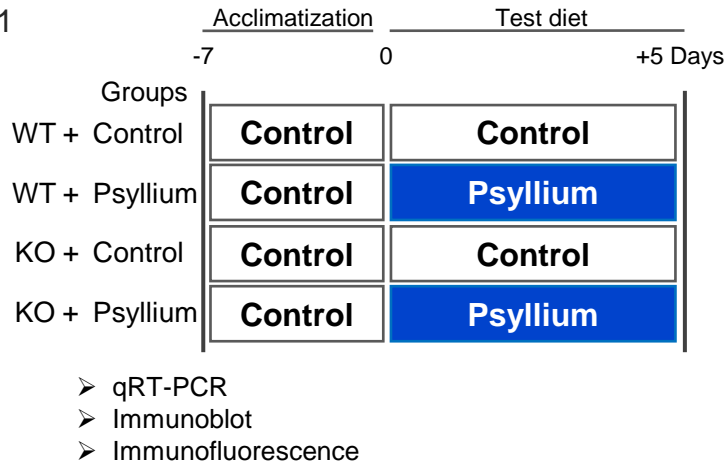 1
Acclimatization Test diet
-7 0 +5 Days
Groups
WT + Control Control Control
WT + Psyllium Control Psyllium
KO + Control Control Control
KO + Psyllium Control Psyllium
➢ qRT-PCR
➢ Immunoblot
➢ Immunofluorescence